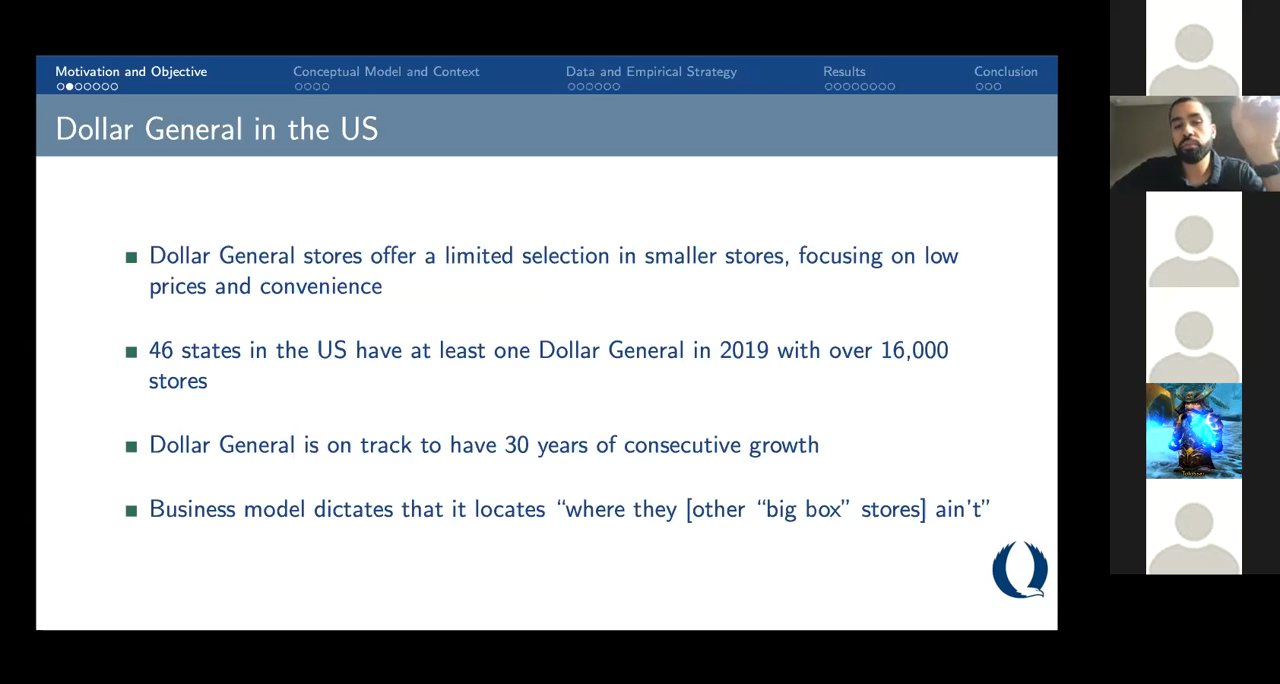 Motivation and Objective
Conceptual Model and Context
Data and Empirical Strategy
Results
Conclusion
Dollar General in the US
Dollar General stores offer a limited selection in smaller stores, focusing on low
prices and convenience
46 states in the US have at least one Dollar General in 2019 with over 16,000
stores
Dollar General is on track to have 30 years of consecutive growth
Business model dictates that it locates “where they [other “big box” stores] ain’t”